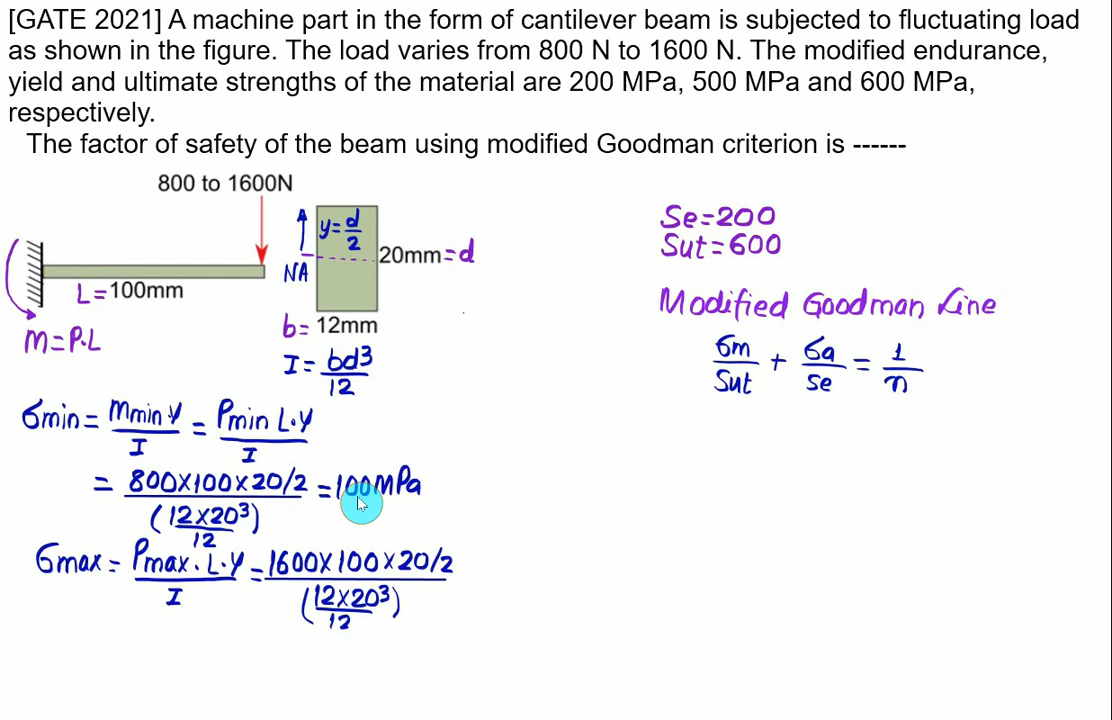 [GATE 2021] A machine part in the form of cantilever beam is subjected to fluctuating load
as shown in the figure. The load varies from 800 N to 1600 N. The modified endurance,
yield and ultimate strengths of the material are 200 MPa, 500 MPa and 600 MPa,
respectively.
The factor of safety of the beam using modified Goodman criterion is ------
800 to 1600N
y=d/2
20mm=d
NA
L=100mm
b= 12mm
M=P.L
I= bd³/12
Se=200
Sut=600
Modified Goodman Line
σm/Sut + σa/se = 1/n
σmin= Mmin y/I = Pmin L.y/I
= 800×100×20/2/(12×20³/12) =100MPa
σmax= Pmax.L.y/I =1600×100×20/2/(12×20³/12)